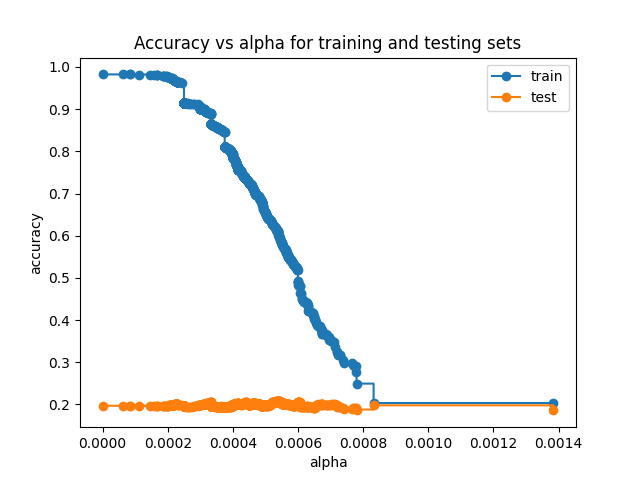 Accuracy vs alpha for training and testing sets
train
test
accuracy
1.0
0.9
0.8
0.7
0.6
0.5
0.4
0.3
0.2
0.0000 0.0002 0.0004 0.0006 0.0008 0.0010 0.0012 0.0014
alpha